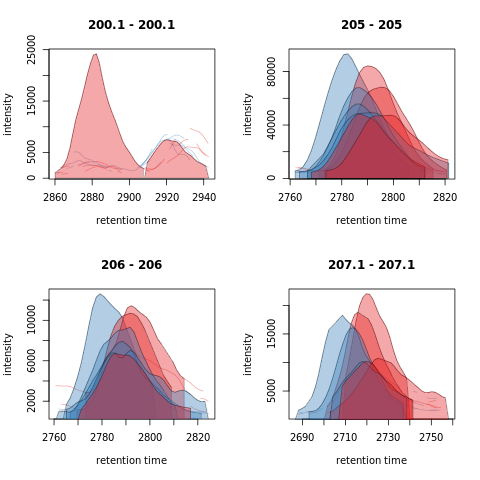 200.1 - 200.1
intensity
0 5000 15000 25000
2860 2880 2900 2920 2940
retention time
205 - 205
intensity
0 40000 80000
2760 2780 2800 2820
retention time
206 - 206
intensity
2000 6000 10000
2760 2780 2800 2820
retention time
207.1 - 207.1
intensity
5000 15000
2690 2710 2730 2750
retention time